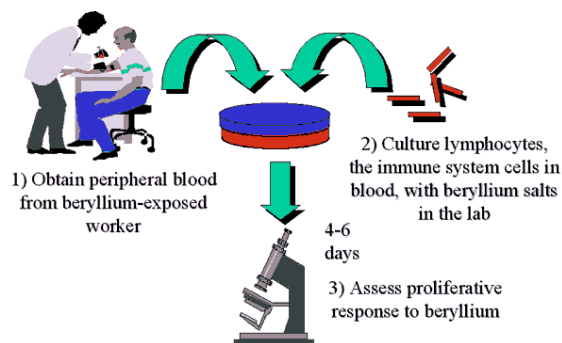 1) Obtain peripheral blood
from beryllium-exposed
worker
2) Culture lymphocytes,
the immune system cells in
blood, with beryllium salts
in the lab
4-6
days
3) Assess proliferative
response to beryllium